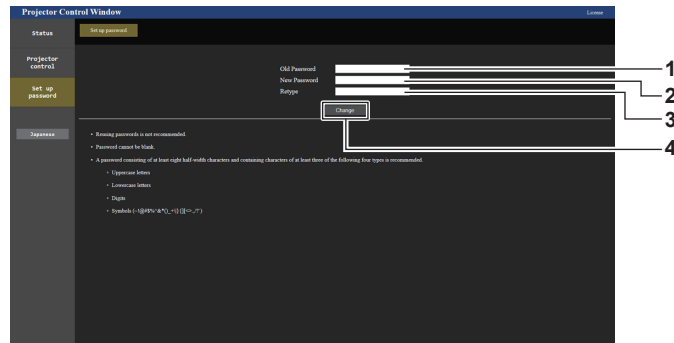 Projector Control Window
License
Status
Set up password
Projector
control
Set up
password
Japanese
Old Password
1
New Password
2
Retype
3
Change
4
• Reusing passwords is not recommended.
• Password cannot be blank.
• A password consisting of at least eight half-width characters and containing characters of at least three of the following four types is recommended.
• Uppercase letters
• Lowercase letters
• Digits
• Symbols